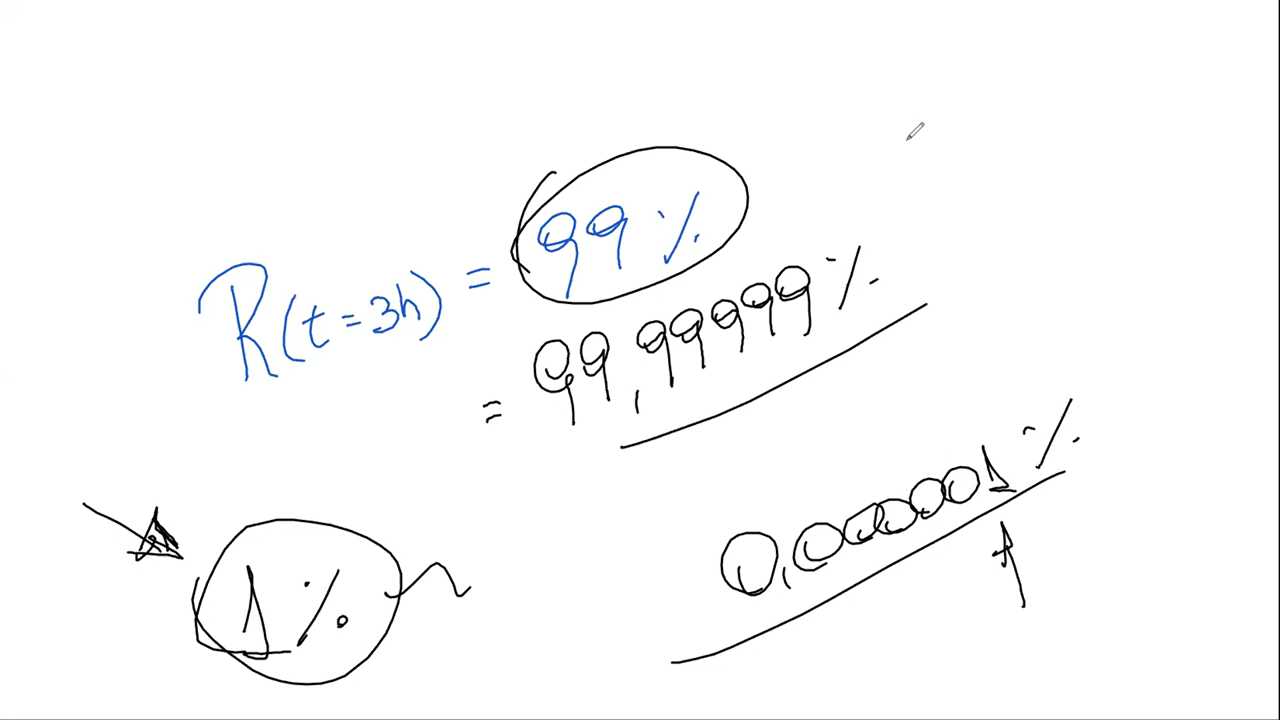 R(t=3h) = 99 %
= 99,99999 %
0,000001 %
1 %